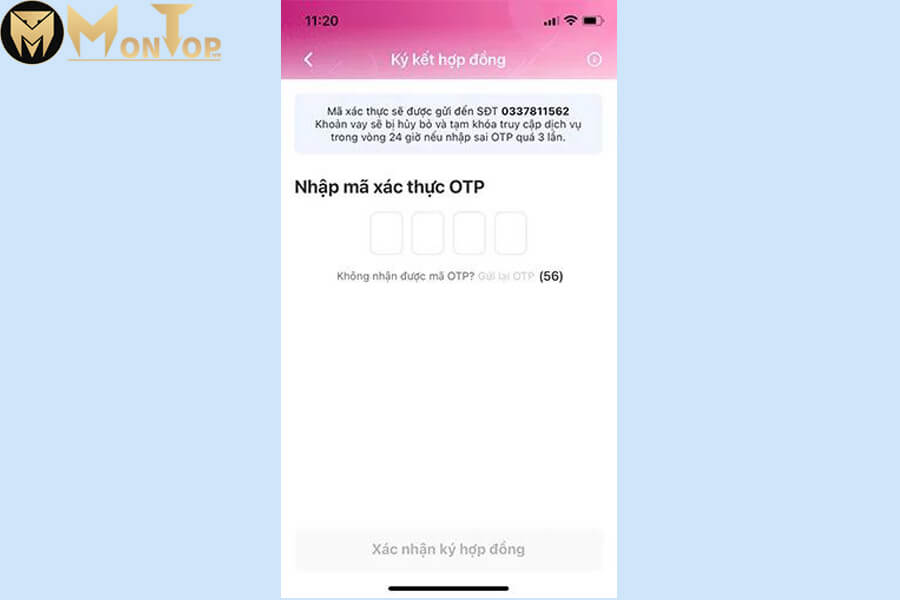 MonTop
11:20
Ký kết hợp đồng
Mã xác thực sẽ được gửi đến SĐT 0337811562
Khoản vay sẽ bị hủy bỏ và tạm khóa truy cập dịch vụ
trong vòng 24 giờ nếu nhập sai OTP quá 3 lần.
Nhập mã xác thực OTP
Không nhận được mã OTP? Gửi lại OTP (56)
Xác nhận ký hợp đồng